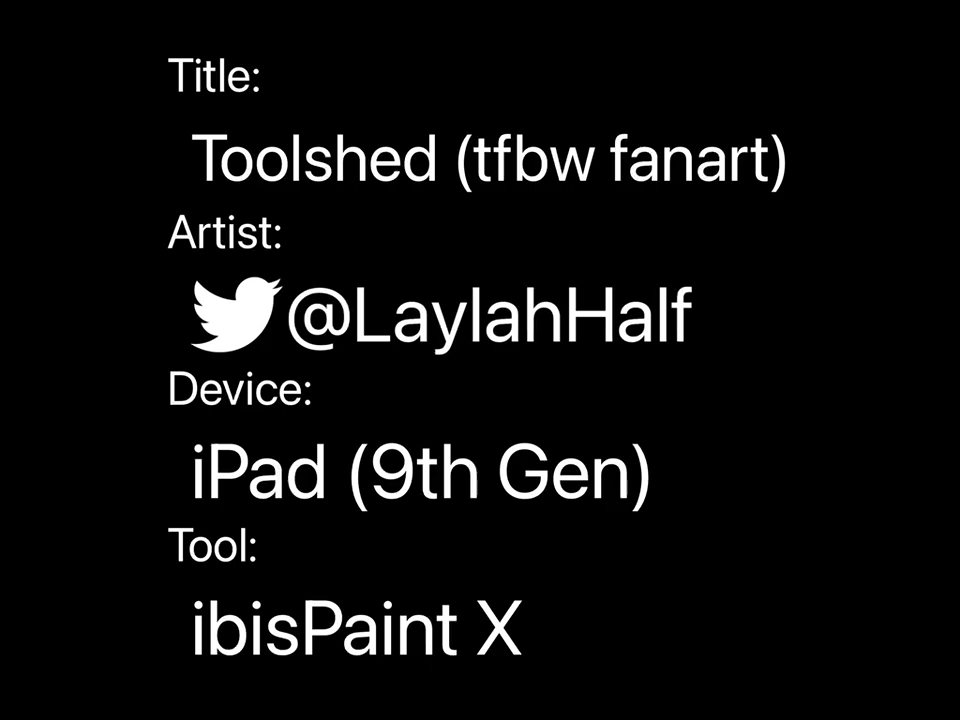 Title:
Toolshed (tfbw fanart)
Artist:
@LaylahHalf
Device:
iPad (9th Gen)
Tool:
ibisPaint X